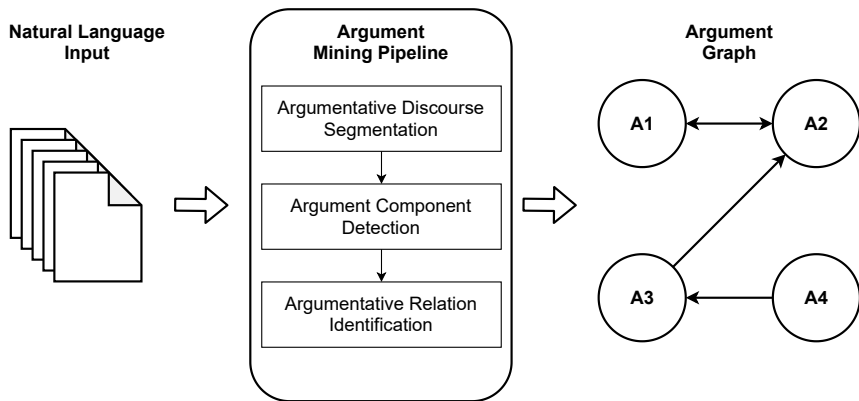 Natural Language
Input
Argument
Mining Pipeline
Argumentative Discourse
Segmentation
Argument Component
Detection
Argumentative Relation
Identification
Argument
Graph
A1
A2
A3
A4